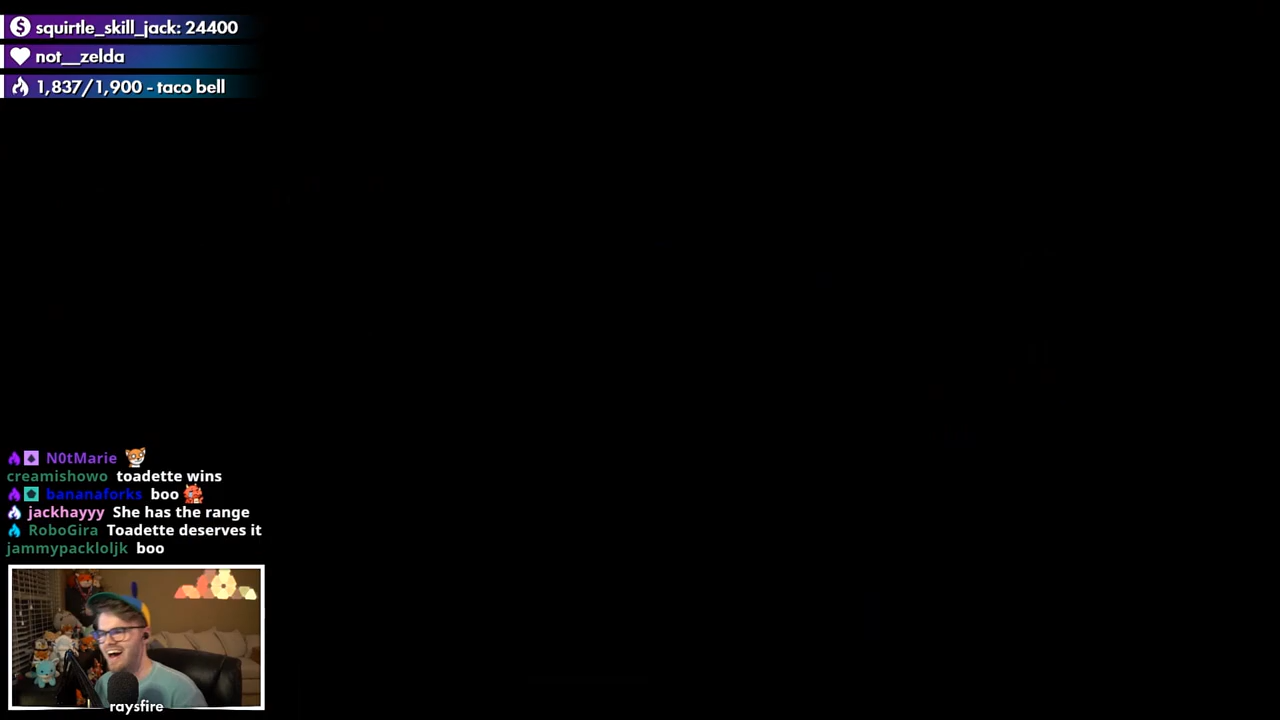 squirtle_skill_jack: 24400
not__zelda
1,837/1,900 - taco bell
N0tMarie
creamishowo toadette wins
bananaforks boo
jackhayyy She has the range
RoboGira Toadette deserves it
jammypackloljk boo
raysfire